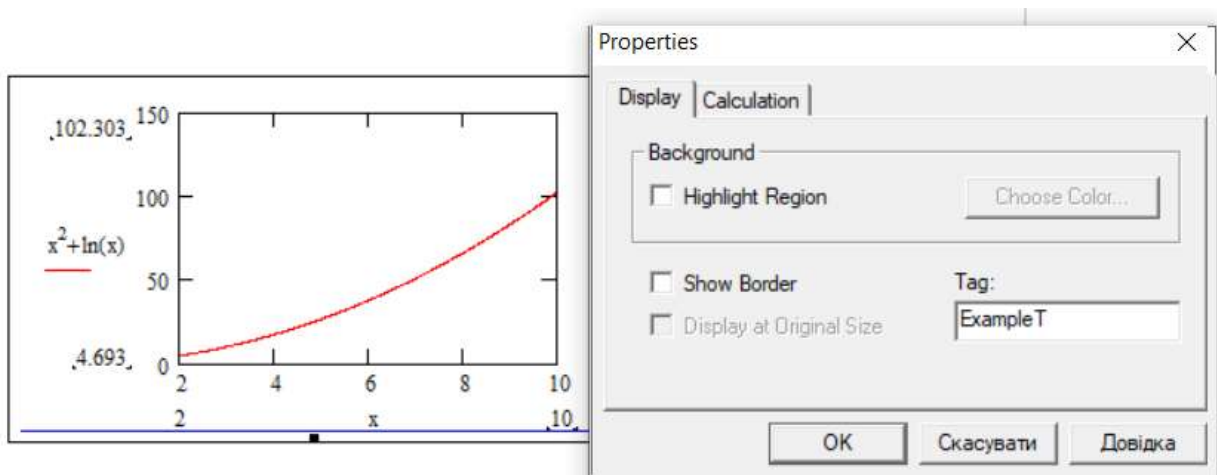 Properties
Display Calculation
Background
Highlight Region Choose Color...
Show Border Tag:
Display at Original Size ExampleT
OK Скасувати Довідка
102.303
150
100
x²+ln(x)
50
4.693
0
2 4 6 8 10
2 x 10